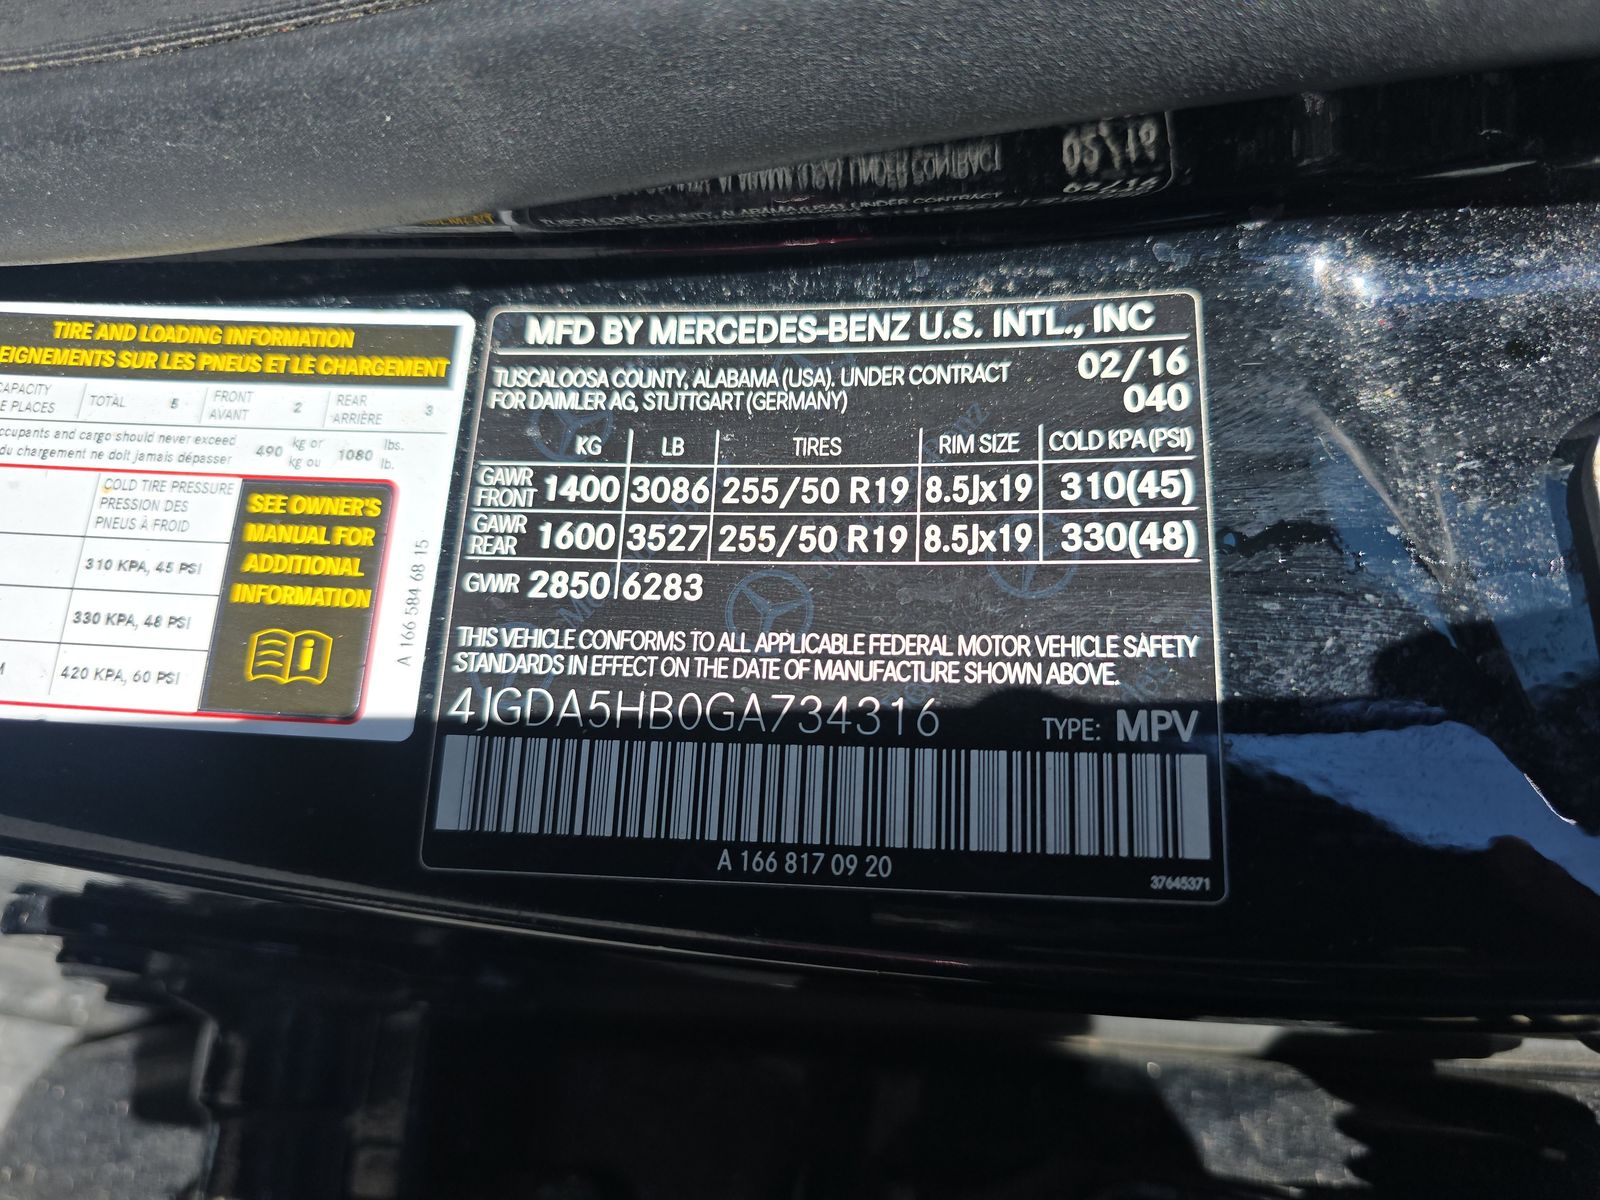 TIRE AND LOADING INFORMATION
EIGNEMENTS SUR LES PNEUS ET LE CHARGEMENT
CAPACITY TOTAL 5 FRONT 2 REAR 3
PLACES AVANT ARRIÈRE
ccupants and cargo should never exceed 490 kg or 1080 lbs.
du chargement ne doit jamais dépasser kg ou lb.
COLD TIRE PRESSURE
PRESSION DES
PNEUS À FROID
310 KPA, 45 PSI
330 KPA, 48 PSI
420 KPA, 60 PSI
SEE OWNER'S
MANUAL FOR
ADDITIONAL
INFORMATION
A 166 584 68 15
MFD BY MERCEDES-BENZ U.S. INTL., INC
TUSCALOOSA COUNTY, ALABAMA (USA). UNDER CONTRACT 02/16
FOR DAIMLER AG, STUTTGART (GERMANY) 040
KG LB TIRES RIM SIZE COLD KPA (PSI)
GAWR FRONT 1400 3086 255/50 R19 8.5Jx19 310(45)
GAWR REAR 1600 3527 255/50 R19 8.5Jx19 330(48)
GVWR 2850 6283
THIS VEHICLE CONFORMS TO ALL APPLICABLE FEDERAL MOTOR VEHICLE SAFETY
STANDARDS IN EFFECT ON THE DATE OF MANUFACTURE SHOWN ABOVE.
4JGDA5HB0GA734316 TYPE: MPV
A 166 817 09 20
37645371